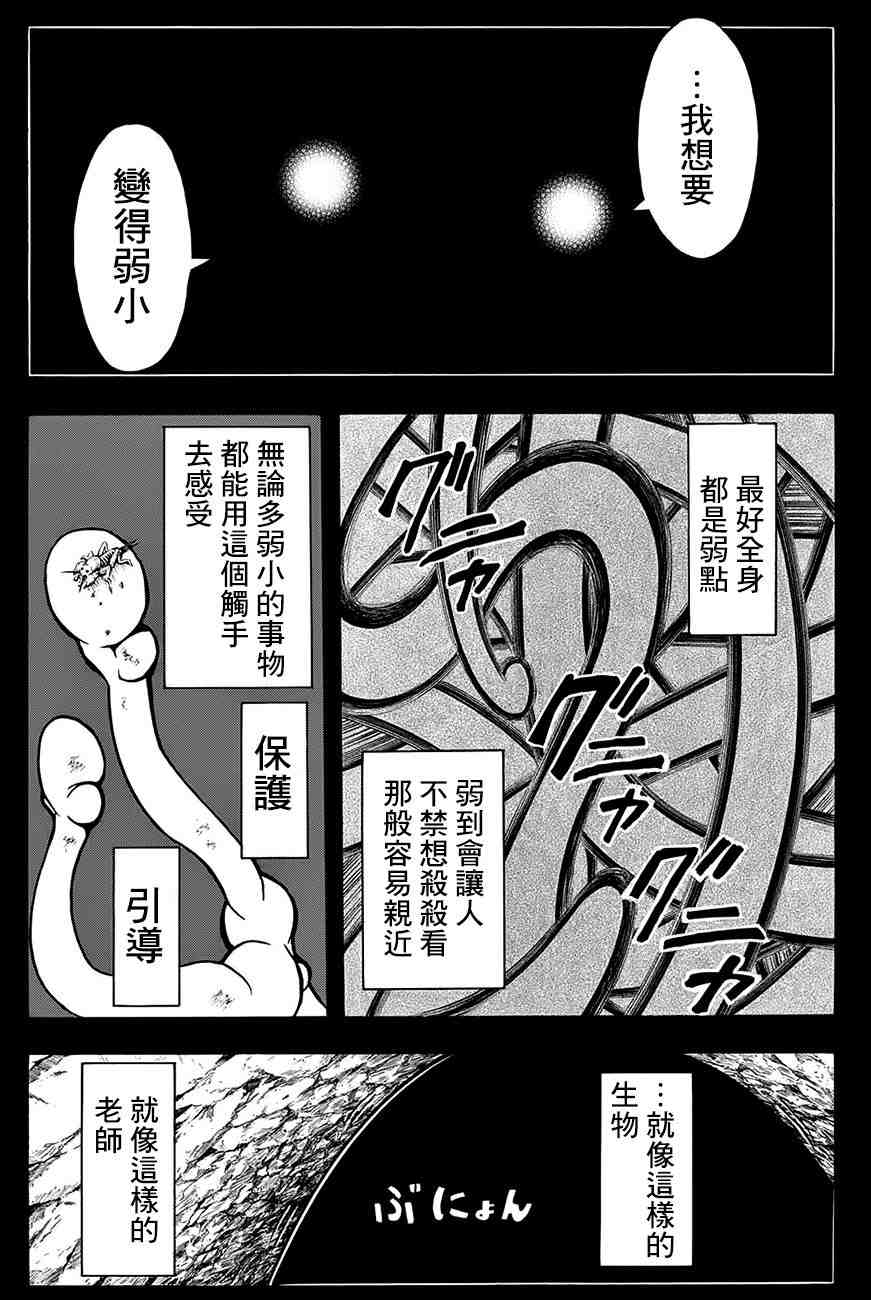 …我想要
變得弱小
最好全身
都是弱點
グニャ
グニャ
グニャ
弱到會讓人
不禁想殺殺看
那般容易親近
無論多弱小的事物
都能用這個觸手
去感受
保護
引導
…就像這樣的
生物
ぶにょん
就像這樣的
老師